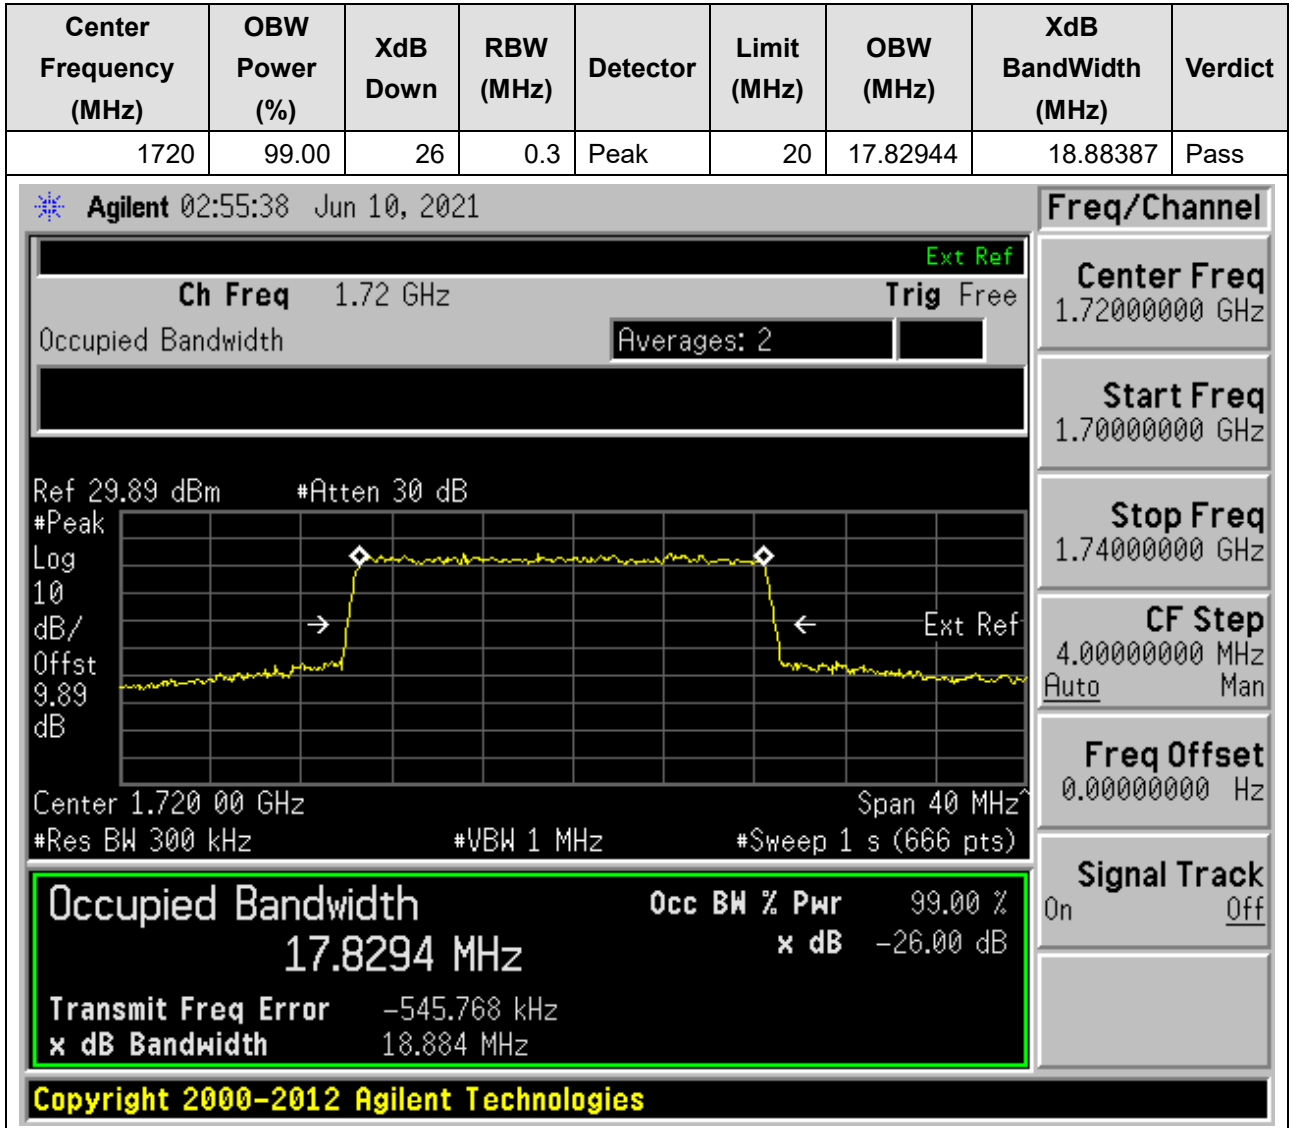 Center Frequency (MHz) OBW Power (%) XdB Down RBW (MHz) Detector Limit (MHz) OBW (MHz) XdB BandWidth (MHz) Verdict
1720 99.00 26 0.3 Peak 20 17.82944 18.88387 Pass
Agilent 02:55:38 Jun 10, 2021
Ext Ref
Ch Freq 1.72 GHz Trig Free
Occupied Bandwidth Averages: 2
Ref 29.89 dBm #Atten 30 dB
#Peak
Log
10
dB/
Offst
9.89
dB
Ext Ref
Center 1.720 00 GHz Span 40 MHz^
#Res BW 300 kHz #VBW 1 MHz #Sweep 1 s (666 pts)
Occupied Bandwidth Occ BW % Pwr 99.00 %
17.8294 MHz x dB -26.00 dB
Transmit Freq Error -545.768 kHz
x dB Bandwidth 18.884 MHz
Copyright 2000-2012 Agilent Technologies
Freq/Channel
Center Freq
1.72000000 GHz
Start Freq
1.70000000 GHz
Stop Freq
1.74000000 GHz
CF Step
4.00000000 MHz
Auto Man
Freq Offset
0.00000000 Hz
Signal Track
On Off